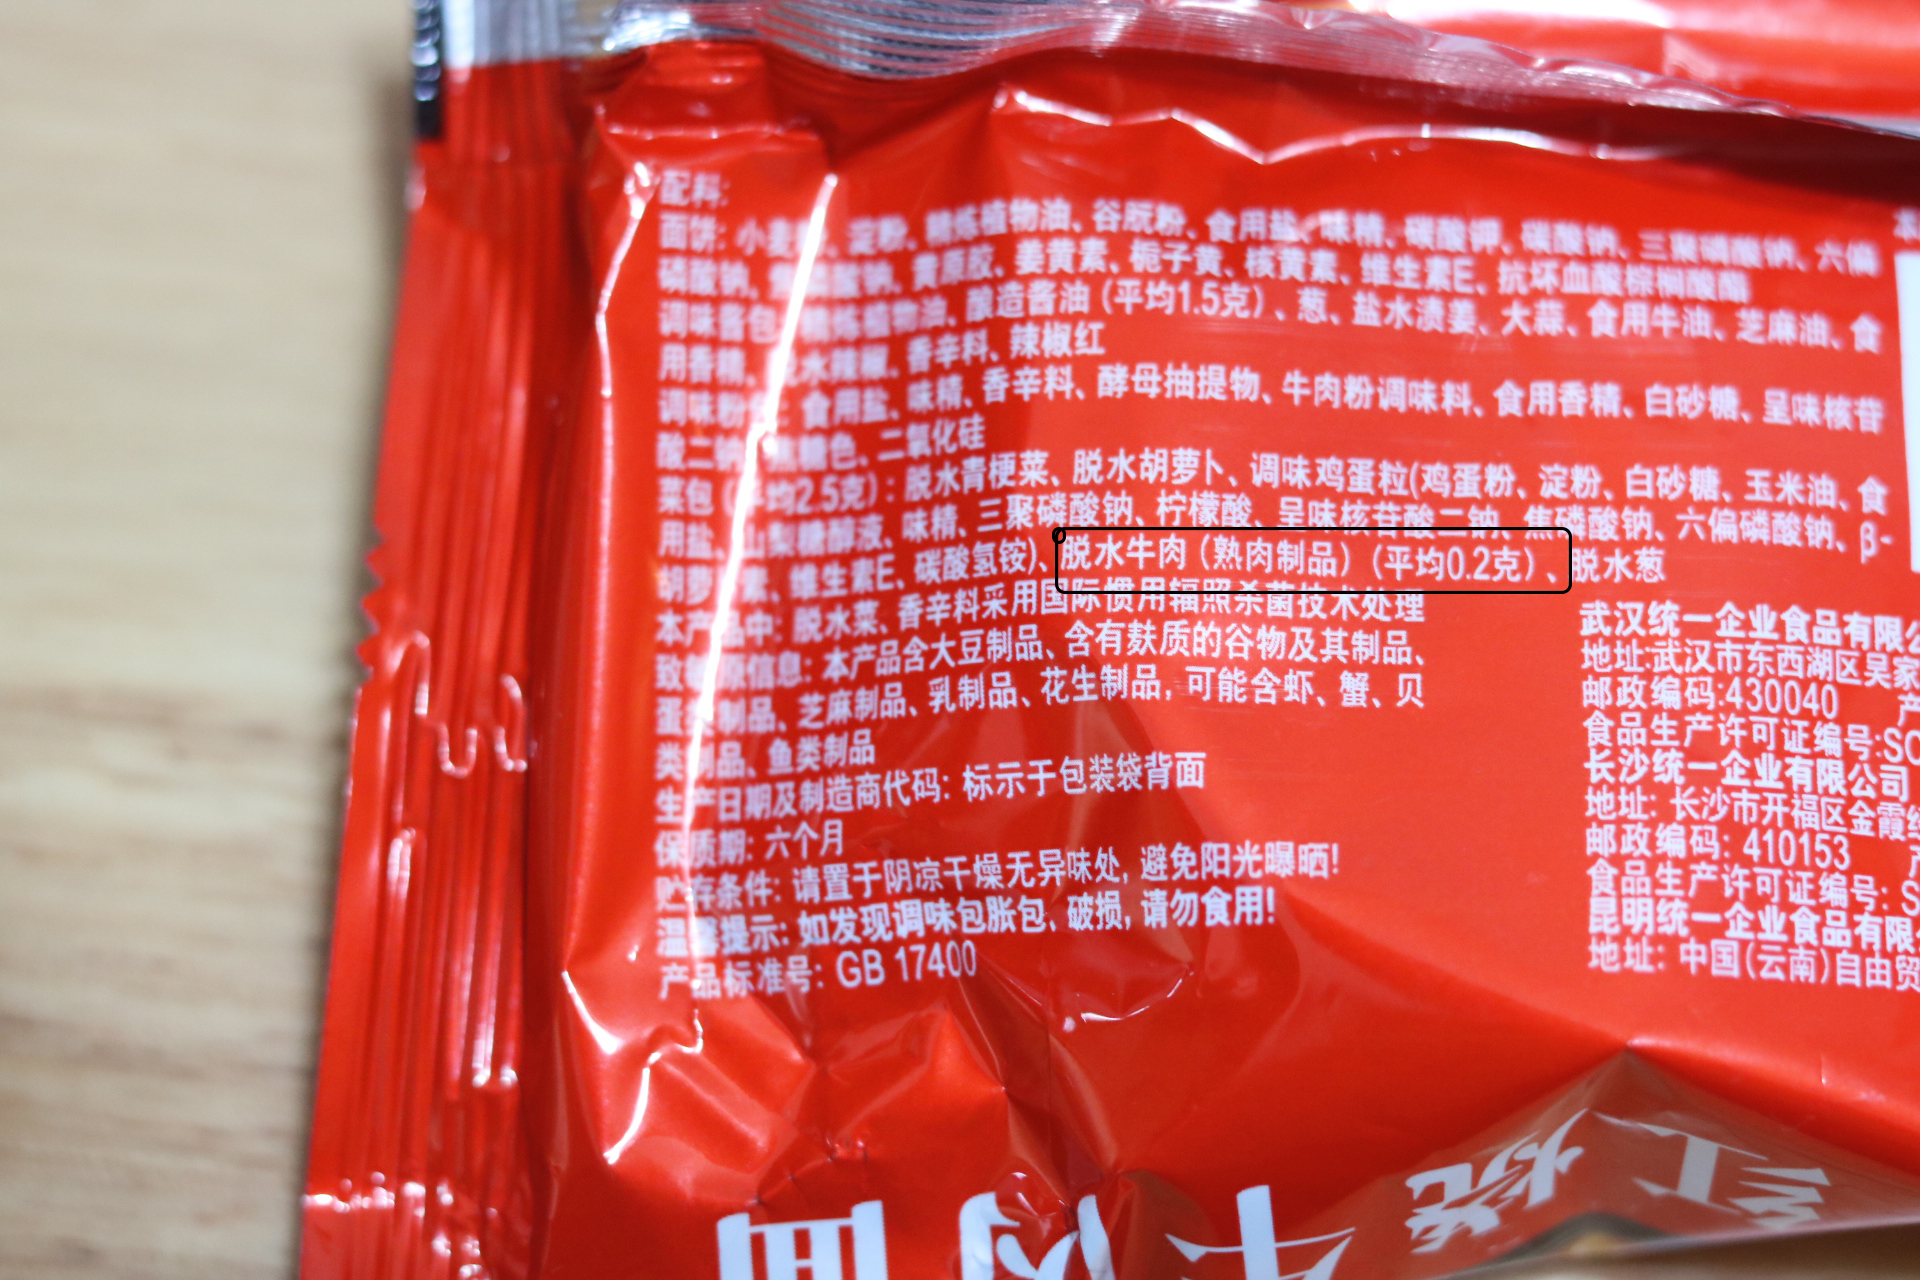 配料:
面饼: 小麦粉、淀粉、精炼植物油、谷朊粉、食用盐、味精、碳酸钾、碳酸钠、三聚磷酸钠、六偏
磷酸钠、焦磷酸钠、黄原胶、姜黄素、栀子黄、核黄素、维生素E、抗坏血酸棕榈酸酯
调味酱包: 精炼植物油、酿造酱油（平均1.5克）、葱、盐水渍姜、大蒜、食用牛油、芝麻油、食
用香精、脱水辣椒、香辛料、辣椒红
调味粉包: 食用盐、味精、香辛料、酵母抽提物、牛肉粉调味料、食用香精、白砂糖、呈味核苷
酸二钠、焦糖色、二氧化硅
菜包（平均2.5克）: 脱水青梗菜、脱水胡萝卜、调味鸡蛋粒(鸡蛋粉、淀粉、白砂糖、玉米油、食
用盐、山梨糖醇液、味精、三聚磷酸钠、柠檬酸、呈味核苷酸二钠、焦磷酸钠、六偏磷酸钠、β-
胡萝卜素、维生素E、碳酸氢铵)、脱水牛肉（熟肉制品）（平均0.2克）、脱水葱
本产品中: 脱水菜、香辛料采用国际惯用辐照杀菌技术处理
致敏原信息: 本产品含大豆制品、含有麸质的谷物及其制品、
蛋类制品、芝麻制品、乳制品、花生制品, 可能含虾、蟹、贝
类制品、鱼类制品
生产日期及制造商代码: 标示于包装袋背面
保质期: 六个月
贮存条件: 请置于阴凉干燥无异味处, 避免阳光曝晒!
温馨提示: 如发现调味包胀包, 破损, 请勿食用!
产品标准号: GB 17400
武汉统一企业食品有限公
地址:武汉市东西湖区吴家
邮政编码:430040 产
食品生产许可证编号:SC
长沙统一企业有限公司
地址: 长沙市开福区金霞经
邮政编码: 410153 产
食品生产许可证编号: S
昆明统一企业食品有限
地址: 中国(云南)自由贸
红烧牛肉面